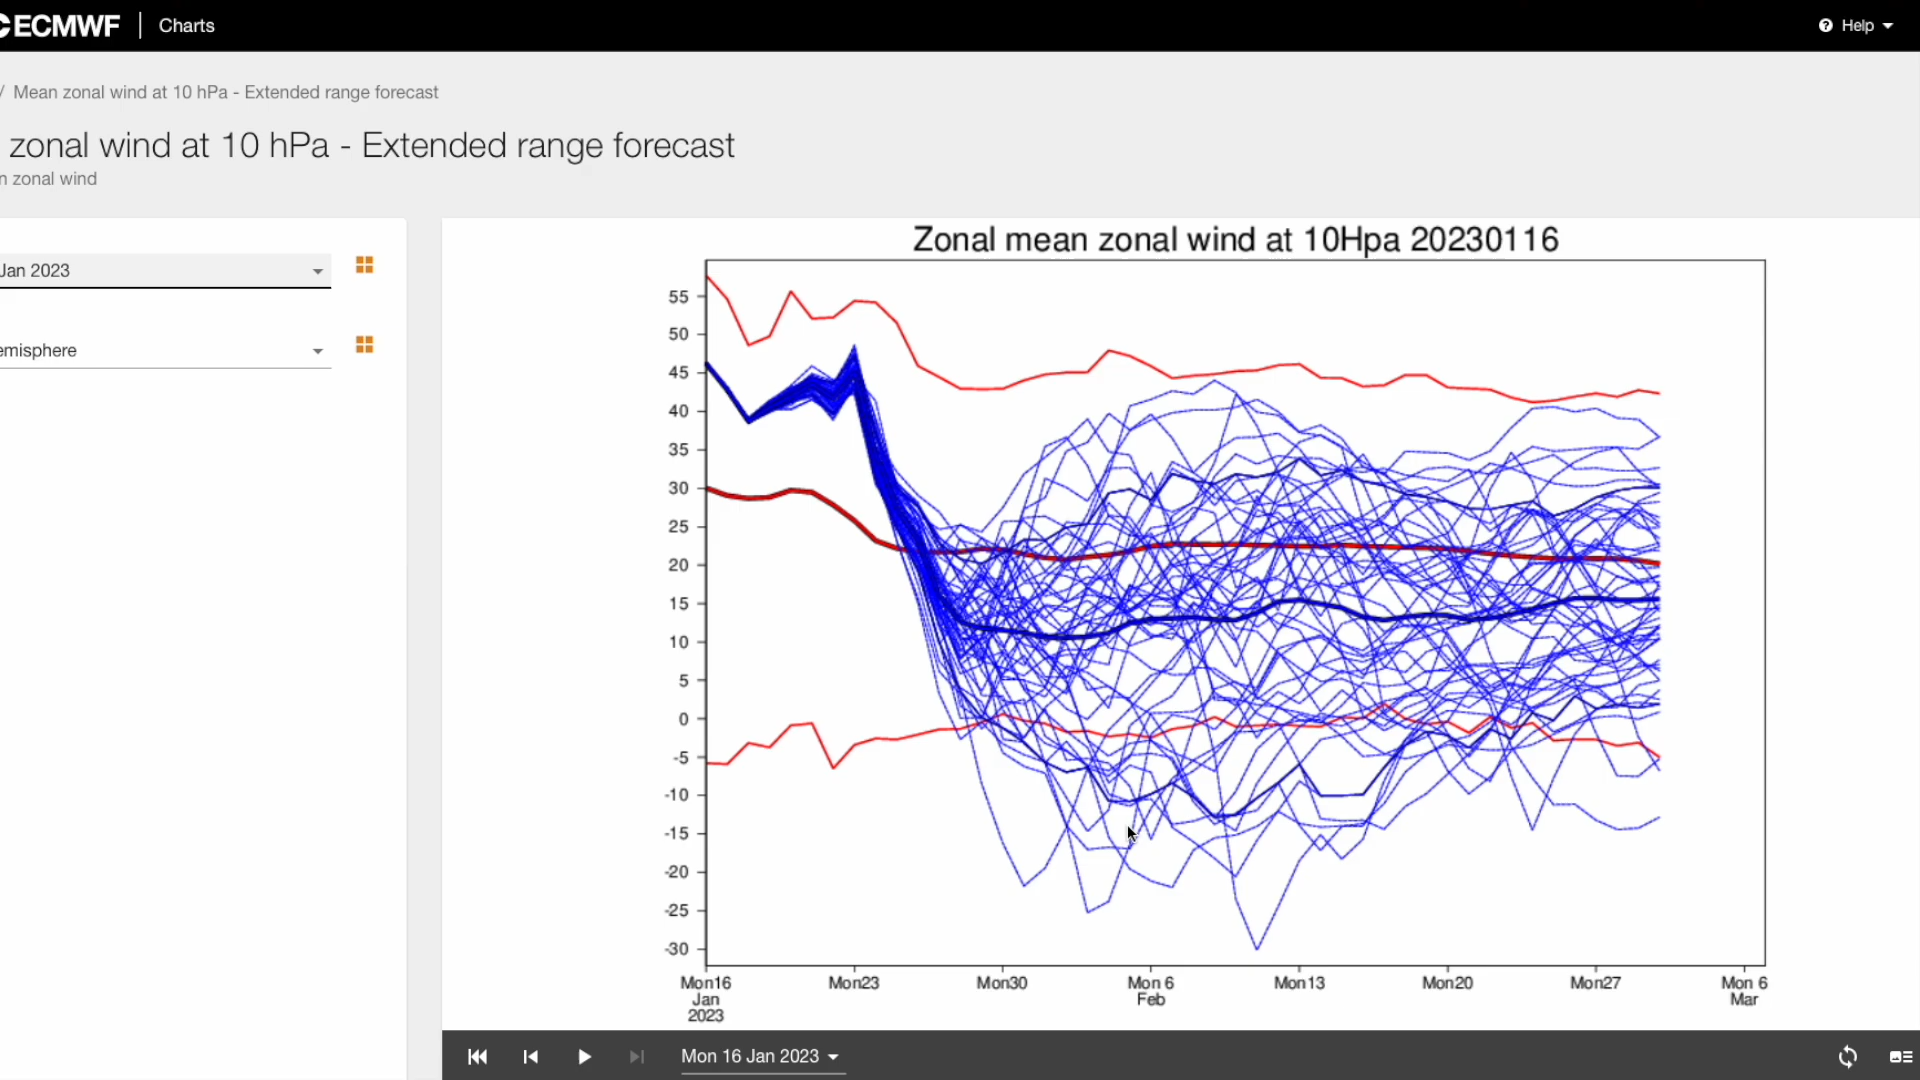 ECMWF Charts Help
/ Mean zonal wind at 10 hPa - Extended range forecast
zonal wind at 10 hPa - Extended range forecast
n zonal wind
Jan 2023
emisphere
Zonal mean zonal wind at 10Hpa 20230116
55
50
45
40
35
30
25
20
15
10
5
0
-5
-10
-15
-20
-25
-30
Mon16 Mon23 Mon30 Mon 6 Mon13 Mon20 Mon27 Mon 6
Jan Feb Mar
2023
Mon 16 Jan 2023